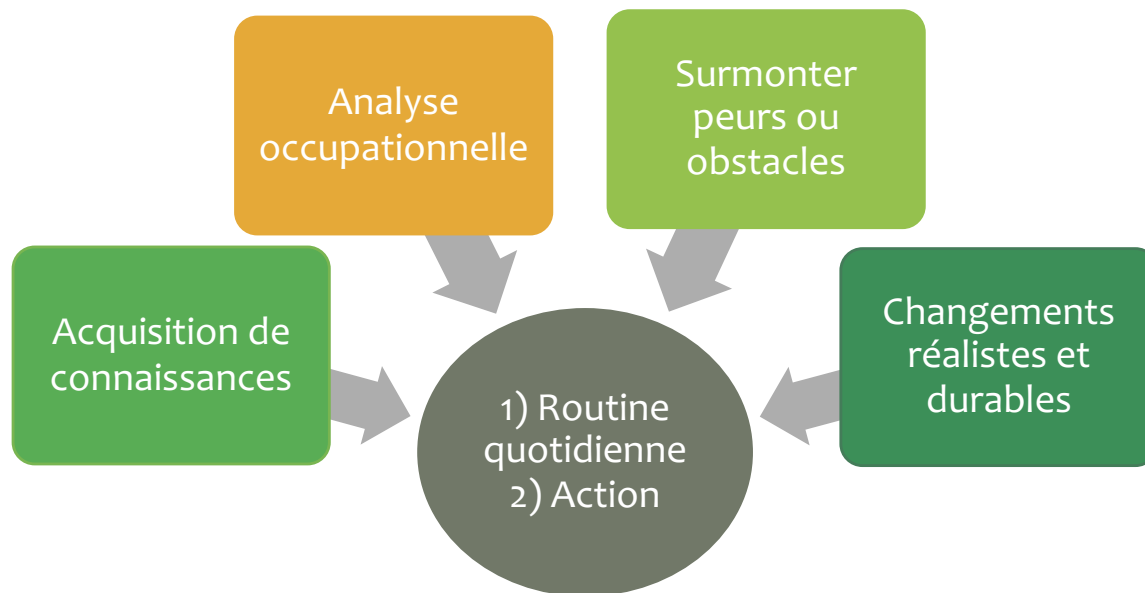 Analyse
occupationnelle
Surmonter
peurs ou
obstacles
Acquisition de
connaissances
Changements
réalistes et
durables
1) Routine
quotidienne
2) Action